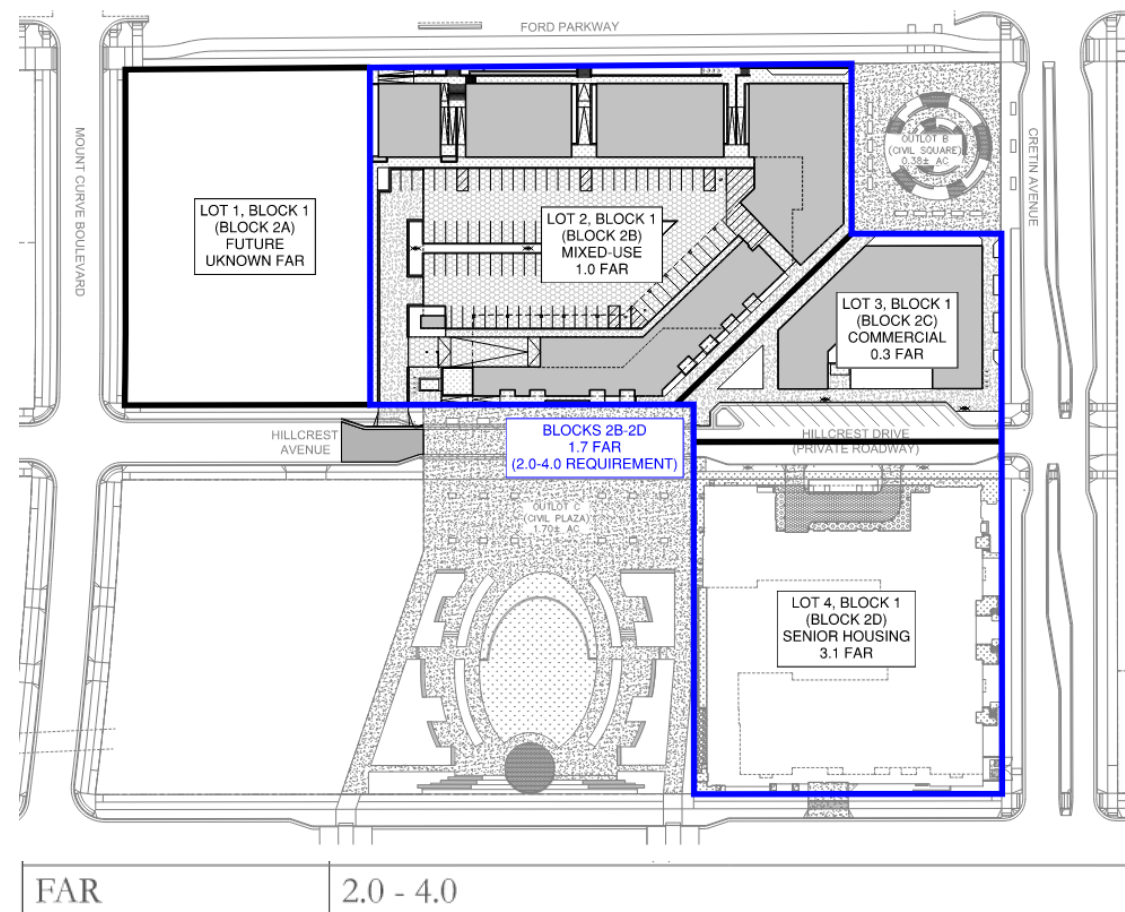 FORD PARKWAY
MOUNT CURVE BOULEVARD
CRETIN AVENUE
OUTLOT B
(CIVIL SQUARE)
0.38± AC
LOT 1, BLOCK 1
(BLOCK 2A)
FUTURE
UKNOWN FAR
LOT 2, BLOCK 1
(BLOCK 2B)
MIXED-USE
1.0 FAR
LOT 3, BLOCK 1
(BLOCK 2C)
COMMERCIAL
0.3 FAR
HILLCREST
AVENUE
BLOCKS 2B-2D
1.7 FAR
(2.0-4.0 REQUIREMENT)
HILLCREST DRIVE
(PRIVATE ROADWAY)
OUTLOT C
(CIVIL PLAZA)
1.70± AC
LOT 4, BLOCK 1
(BLOCK 2D)
SENIOR HOUSING
3.1 FAR
FAR
2.0 - 4.0